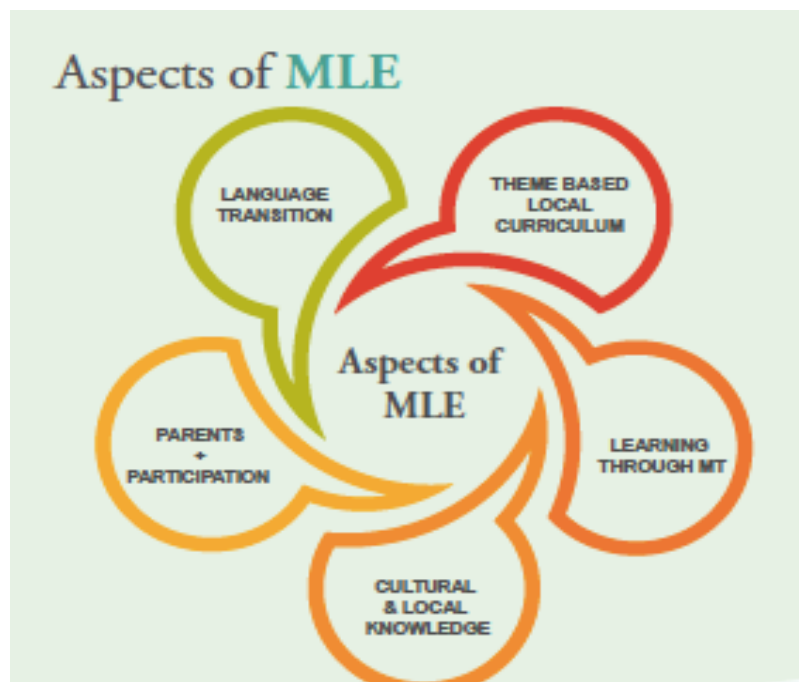 Aspects of MLE
LANGUAGE
TRANSITION
THEME BASED
LOCAL
CURRICULUM
Aspects of
MLE
PARENTS
+
PARTICIPATION
LEARNING
THROUGH MT
CULTURAL
& LOCAL
KNOWLEDGE